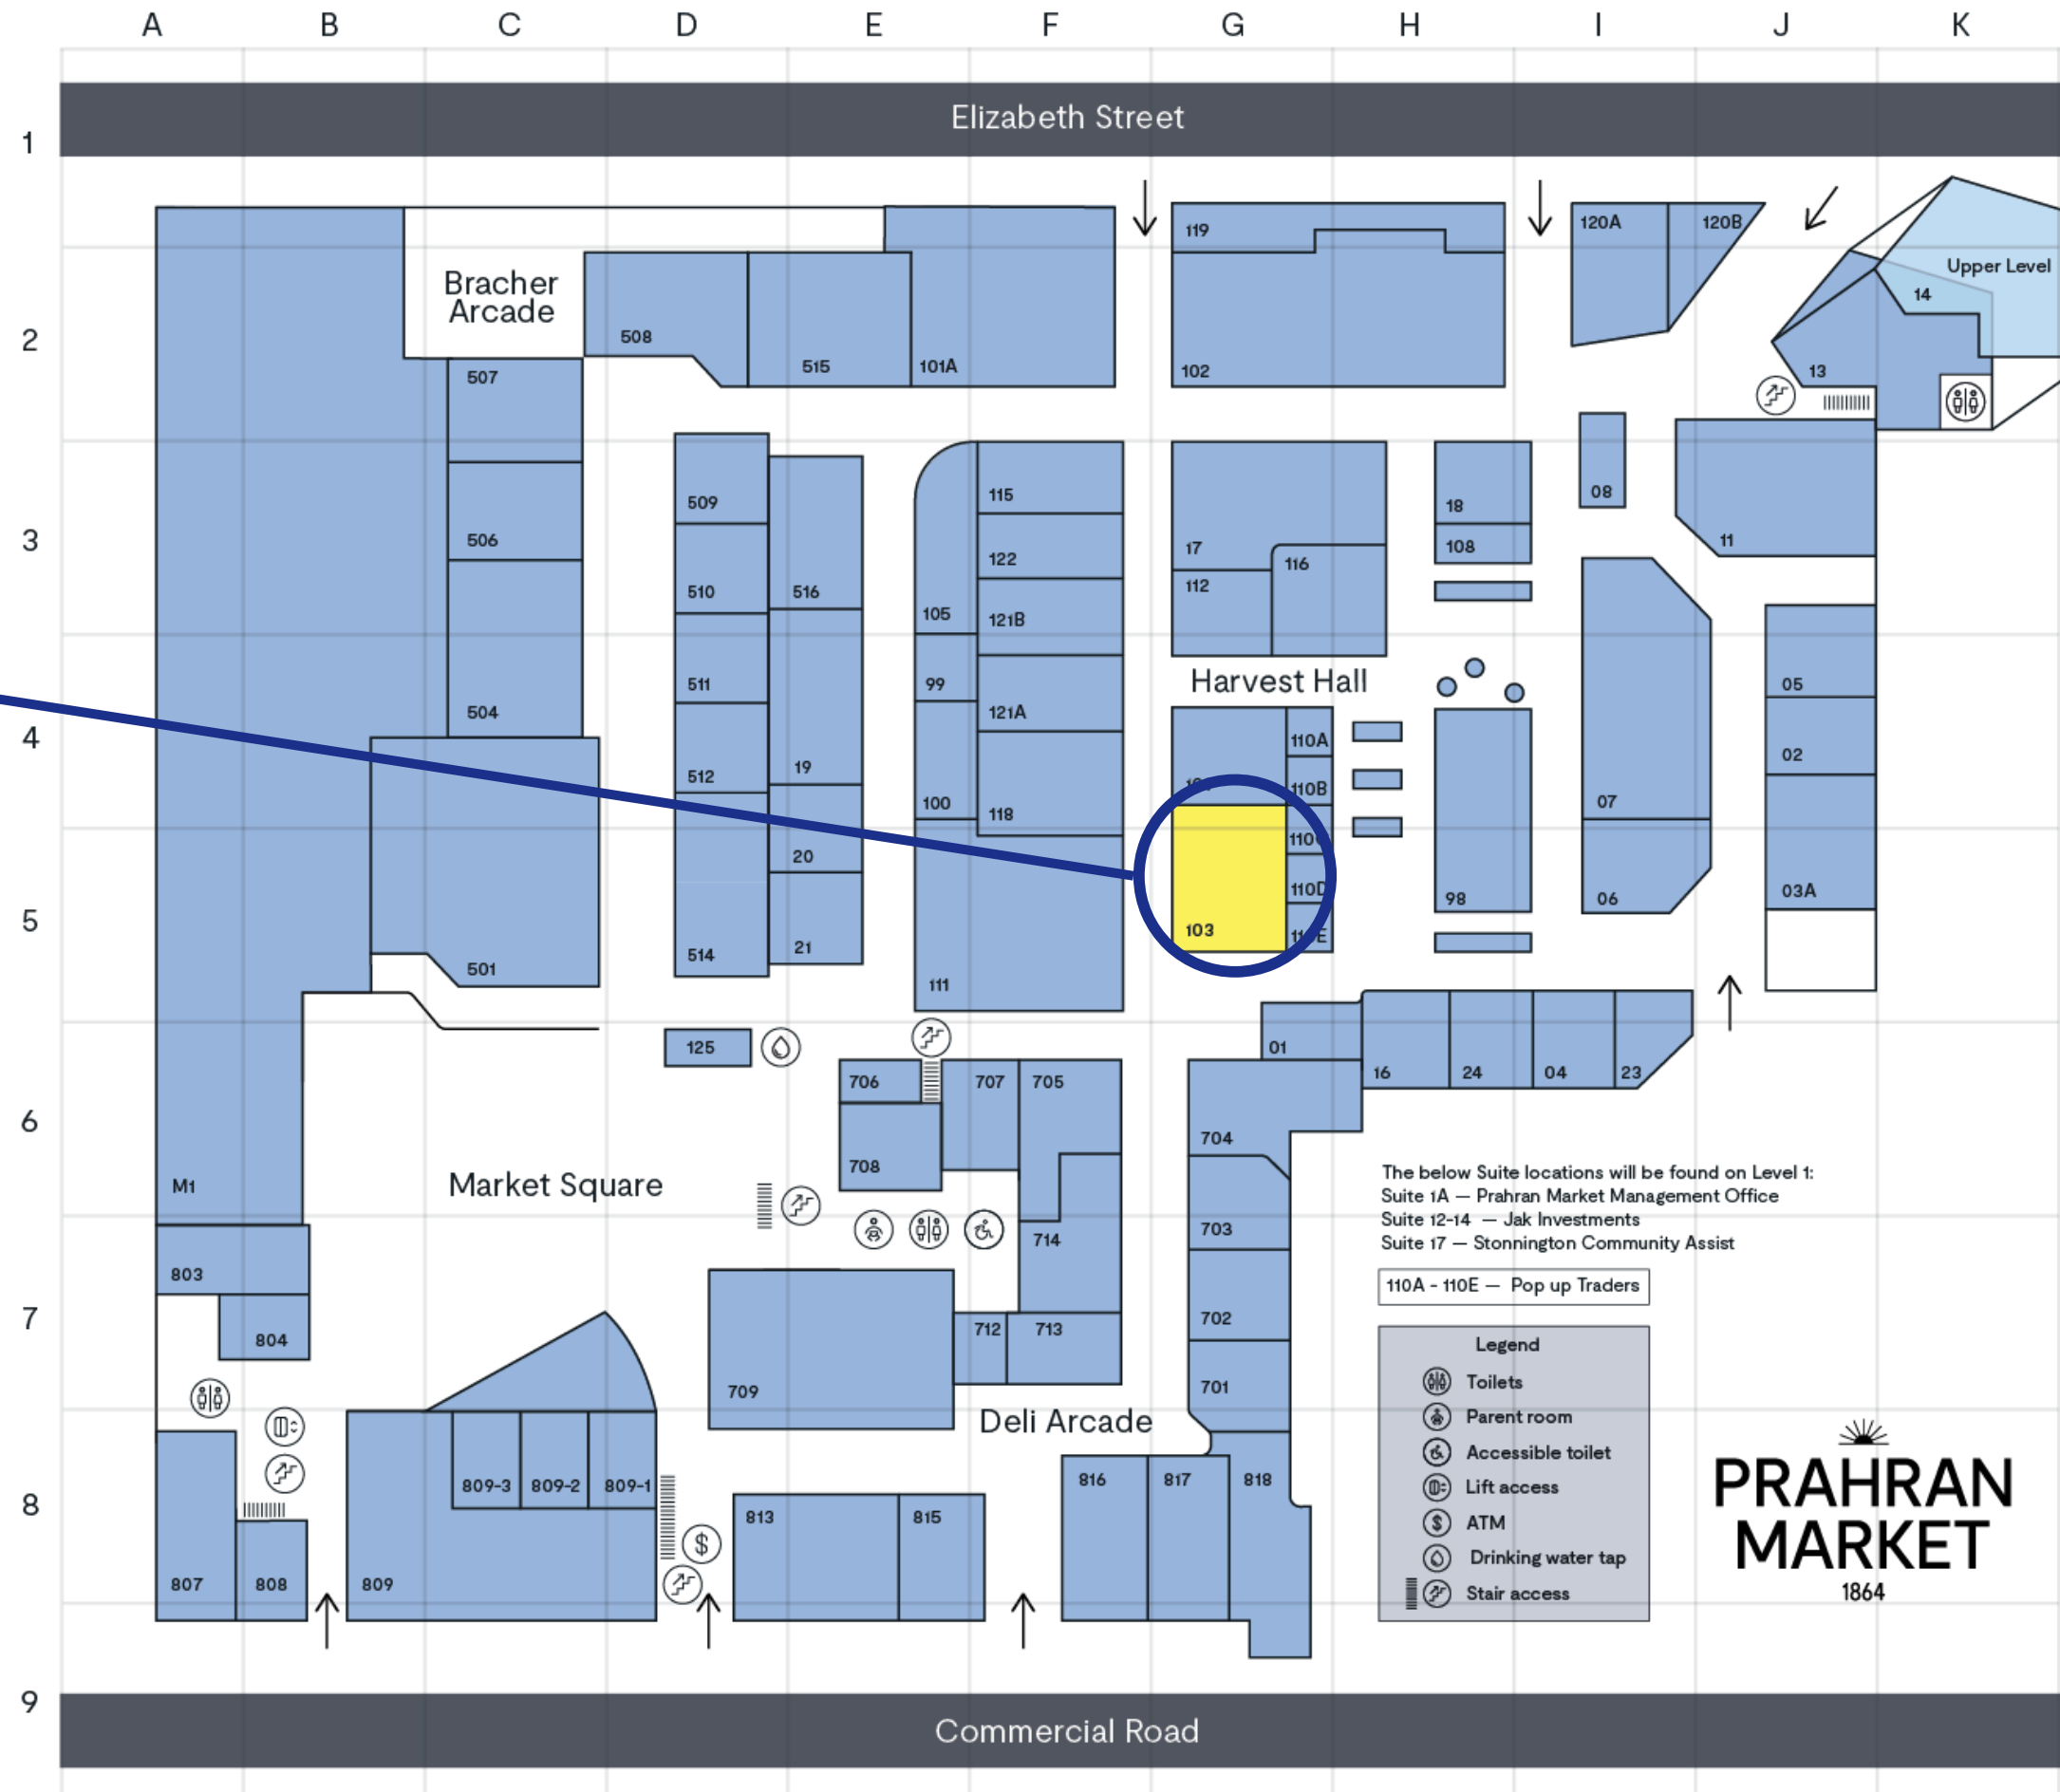 A B C D E F G H I J K
Elizabeth Street
1
119
120A
120B
Bracher
Arcade
Upper Level
14
2
508
515
101A
102
13
507
509
115
18
08
3
506
17
108
11
122
116
510
516
112
105
121B
511
99
Harvest Hall
05
504
121A
4
110A
02
512
19
110B
100
118
07
110C
20
110D
03A
98
06
5
103
110E
514
21
501
111
125
01
706
707
705
16
24
04
23
6
704
708
M1
Market Square
The below Suite locations will be found on Level 1:
Suite 1A — Prahran Market Management Office
Suite 12-14 — Jak Investments
Suite 17 — Stonnington Community Assist
703
714
803
110A - 110E — Pop up Traders
7
702
712
713
804
Legend
Toilets
Parent room
Accessible toilet
Lift access
ATM
Drinking water tap
Stair access
709
701
Deli Arcade
809-3
809-2
809-1
816
817
818
8
813
815
807
808
809
PRAHRAN
MARKET
1864
9
Commercial Road